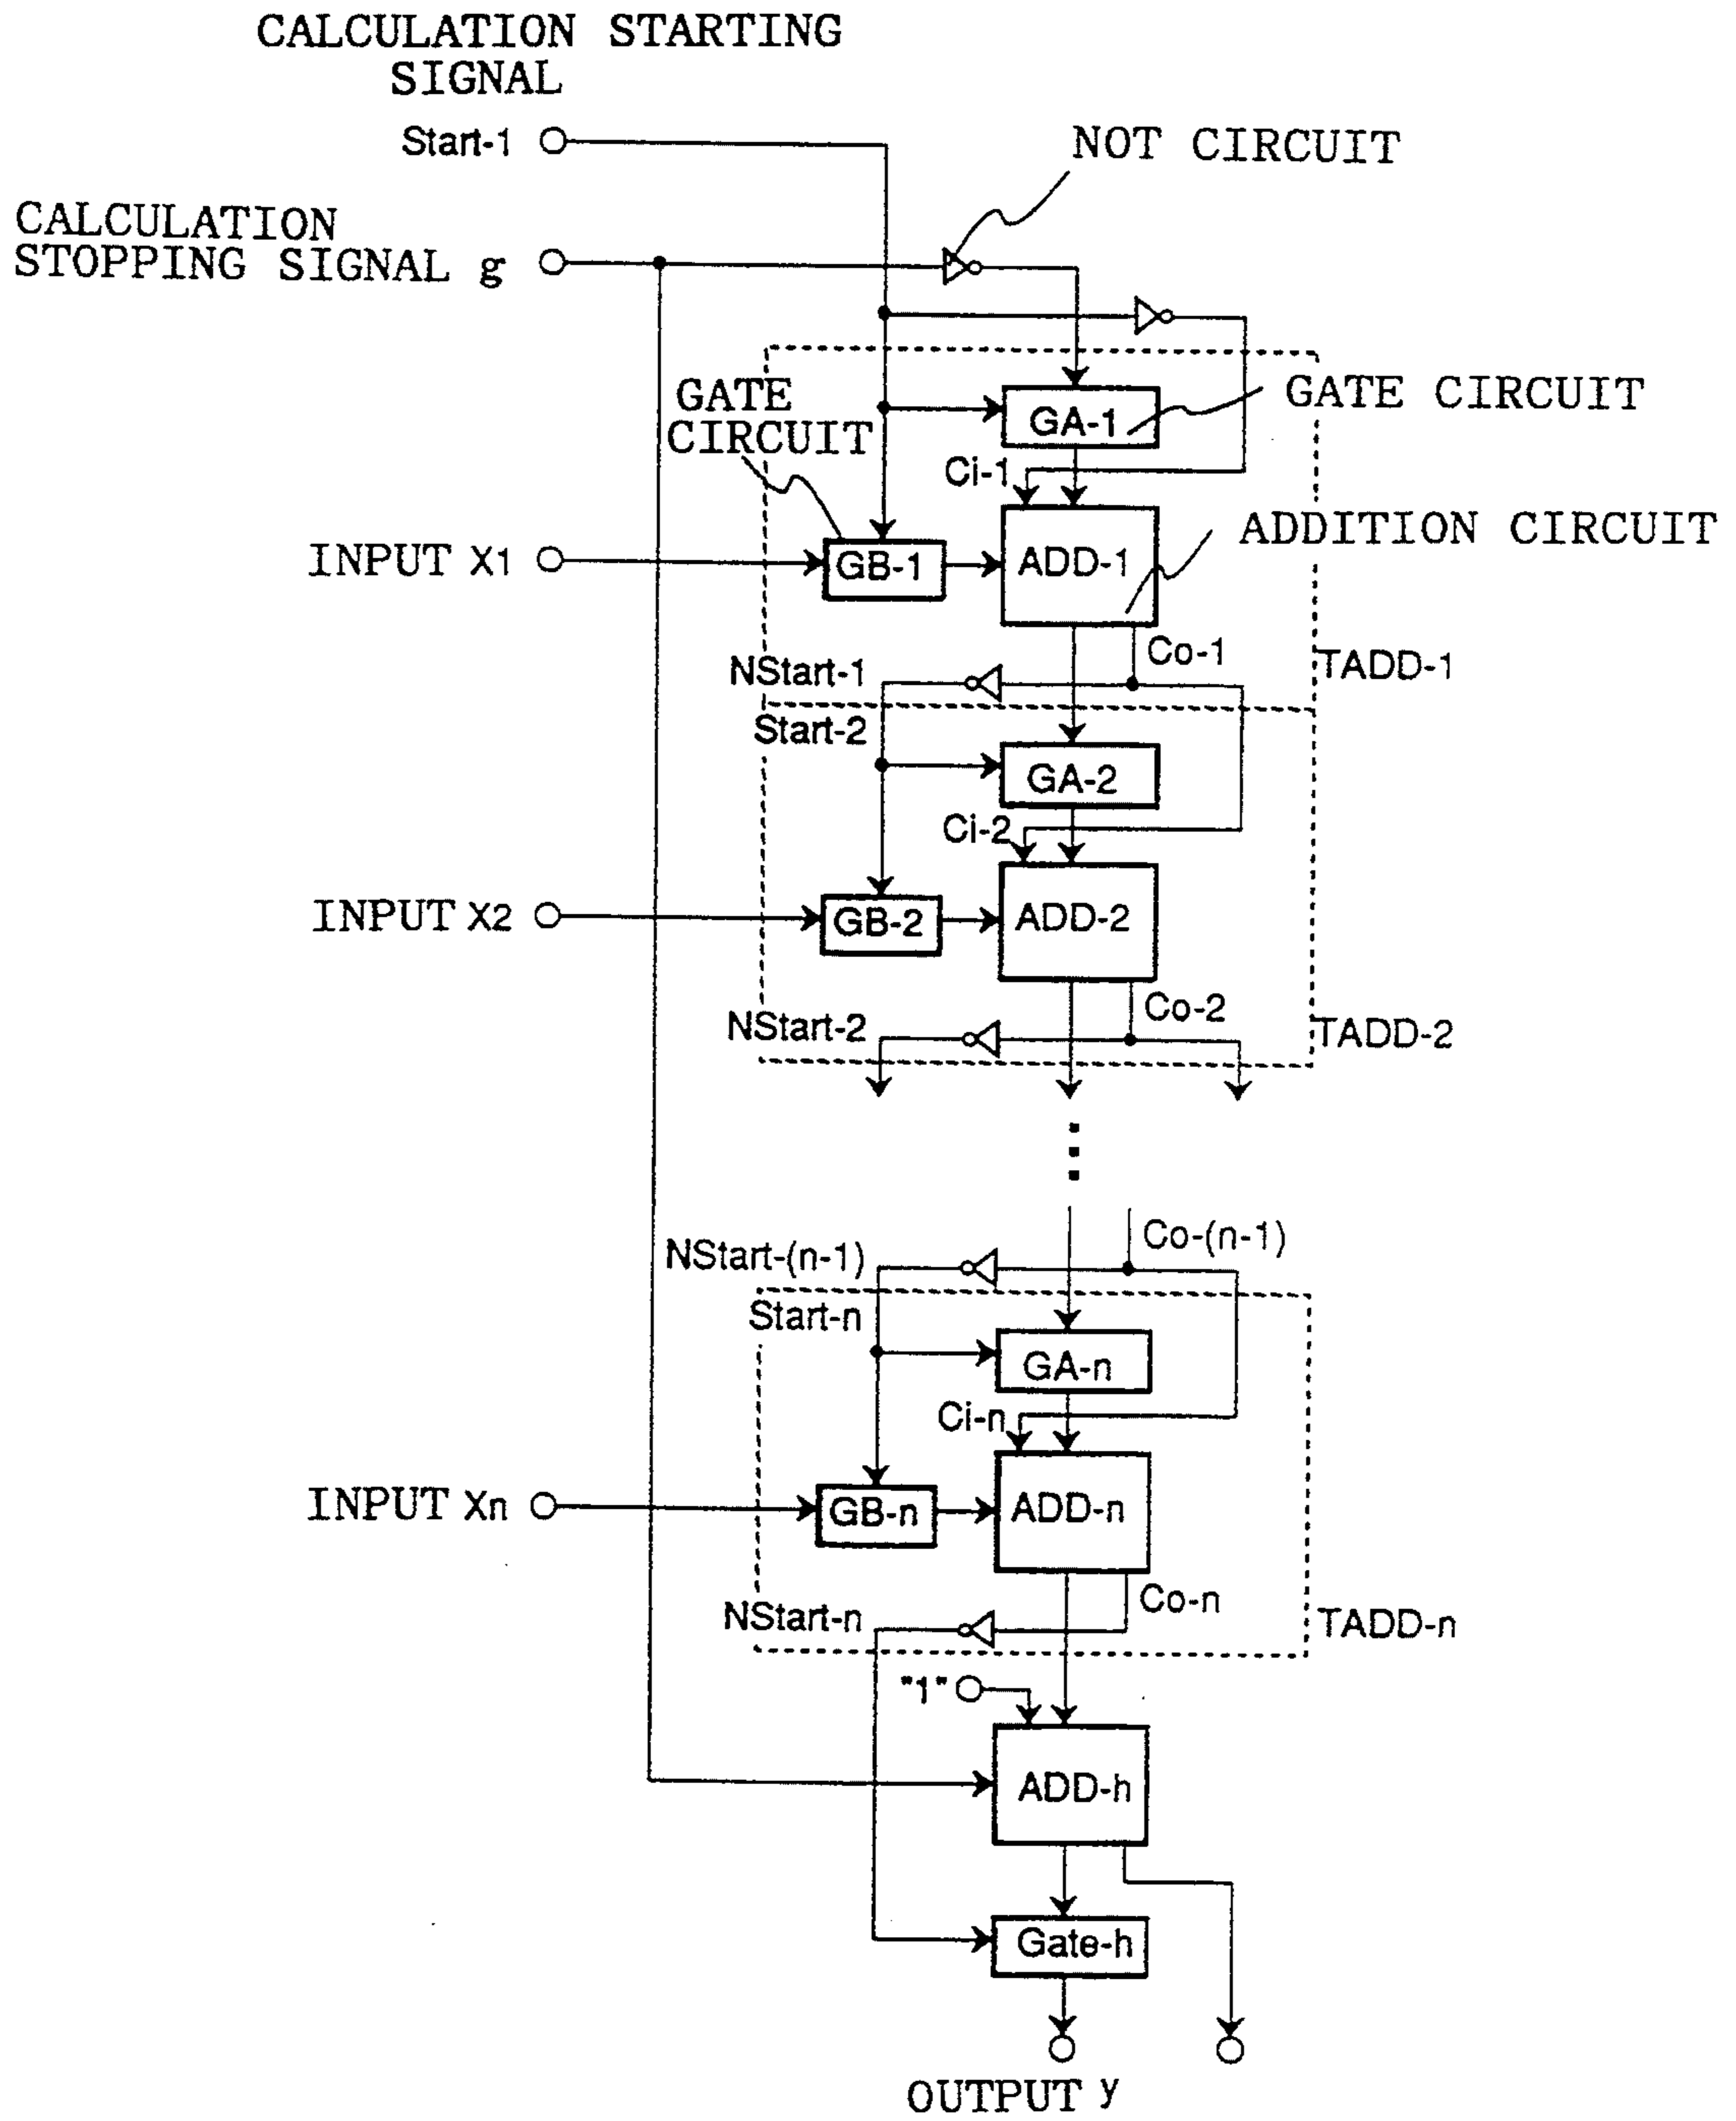 CALCULATION STARTING
SIGNAL
Start-1
NOT CIRCUIT
CALCULATION
STOPPING SIGNAL g
GATE
CIRCUIT
GA-1
GATE CIRCUIT
Ci-1
ADDITION CIRCUIT
INPUT X1
GB-1
ADD-1
Co-1
NStart-1
TADD-1
Start-2
GA-2
Ci-2
INPUT X2
GB-2
ADD-2
Co-2
NStart-2
TADD-2
Co-(n-1)
NStart-(n-1)
Start-n
GA-n
Ci-n
INPUT Xn
GB-n
ADD-n
Co-n
NStart-n
TADD-n
"1"
ADD-h
Gate-h
OUTPUT y